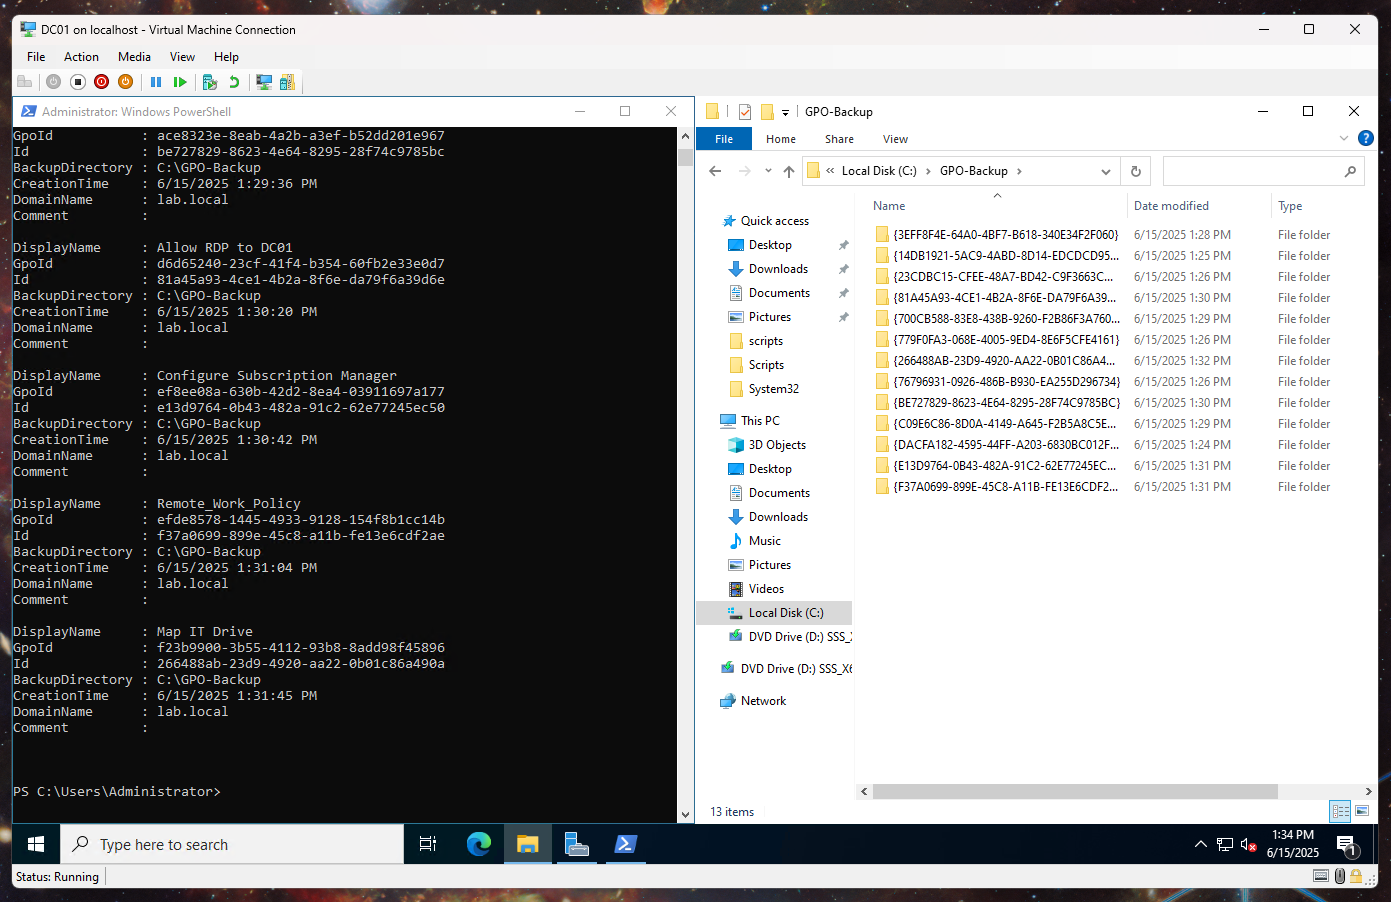 DC01 on localhost - Virtual Machine Connection
File Action Media View Help
Administrator: Windows PowerShell
GpoId : ace8323e-8eab-4a2b-a3ef-b52dd201e967
Id : be727829-8623-4e64-8295-28f74c9785bc
BackupDirectory : C:\GPO-Backup
CreationTime : 6/15/2025 1:29:36 PM
DomainName : lab.local
Comment :
DisplayName : Allow RDP to DC01
GpoId : d6d65240-23cf-41f4-b354-60fb2e33e0d7
Id : 81a45a93-4ce1-4b2a-8f6e-da79f6a39d6e
BackupDirectory : C:\GPO-Backup
CreationTime : 6/15/2025 1:30:20 PM
DomainName : lab.local
Comment :
DisplayName : Configure Subscription Manager
GpoId : ef8ee08a-630b-42d2-8ea4-03911697a177
Id : e13d9764-0b43-482a-91c2-62e77245ec50
BackupDirectory : C:\GPO-Backup
CreationTime : 6/15/2025 1:30:42 PM
DomainName : lab.local
Comment :
DisplayName : Remote_Work_Policy
GpoId : efde8578-1445-4933-9128-154f8b1cc14b
Id : f37a0699-899e-45c8-a11b-fe13e6cdf2ae
BackupDirectory : C:\GPO-Backup
CreationTime : 6/15/2025 1:31:04 PM
DomainName : lab.local
Comment :
DisplayName : Map IT Drive
GpoId : f23b9900-3b55-4112-93b8-8add98f45896
Id : 266488ab-23d9-4920-aa22-0b01c86a490a
BackupDirectory : C:\GPO-Backup
CreationTime : 6/15/2025 1:31:45 PM
DomainName : lab.local
Comment :
PS C:\Users\Administrator>
GPO-Backup
File Home Share View
« Local Disk (C:) > GPO-Backup >
Quick access
Desktop
Downloads
Documents
Pictures
scripts
Scripts
System32
This PC
3D Objects
Desktop
Documents
Downloads
Music
Pictures
Videos
Local Disk (C:)
DVD Drive (D:) SSS_X
DVD Drive (D:) SSS_X6
Network
Name Date modified Type
{3EFF8F4E-64A0-4BF7-B618-340E34F2F060} 6/15/2025 1:28 PM File folder
{14DB1921-5AC9-4ABD-8D14-EDCDCD95... 6/15/2025 1:25 PM File folder
{23CDBC15-CFEE-48A7-BD42-C9F3663C... 6/15/2025 1:26 PM File folder
{81A45A93-4CE1-4B2A-8F6E-DA79F6A39... 6/15/2025 1:30 PM File folder
{700CB588-83E8-438B-9260-F2B86F3A760... 6/15/2025 1:29 PM File folder
{779F0FA3-068E-4005-9ED4-8E6F5CFE4161} 6/15/2025 1:26 PM File folder
{266488AB-23D9-4920-AA22-0B01C86A4... 6/15/2025 1:32 PM File folder
{76796931-0926-486B-B930-EA255D296734} 6/15/2025 1:26 PM File folder
{BE727829-8623-4E64-8295-28F74C9785BC} 6/15/2025 1:30 PM File folder
{C09E6C86-8D0A-4149-A645-F2B5A8C5E... 6/15/2025 1:29 PM File folder
{DACFA182-4595-44FF-A203-6830BC012F... 6/15/2025 1:24 PM File folder
{E13D9764-0B43-482A-91C2-62E77245EC... 6/15/2025 1:31 PM File folder
{F37A0699-899E-45C8-A11B-FE13E6CDF2... 6/15/2025 1:31 PM File folder
13 items
Type here to search
1:34 PM
6/15/2025
1
Status: Running